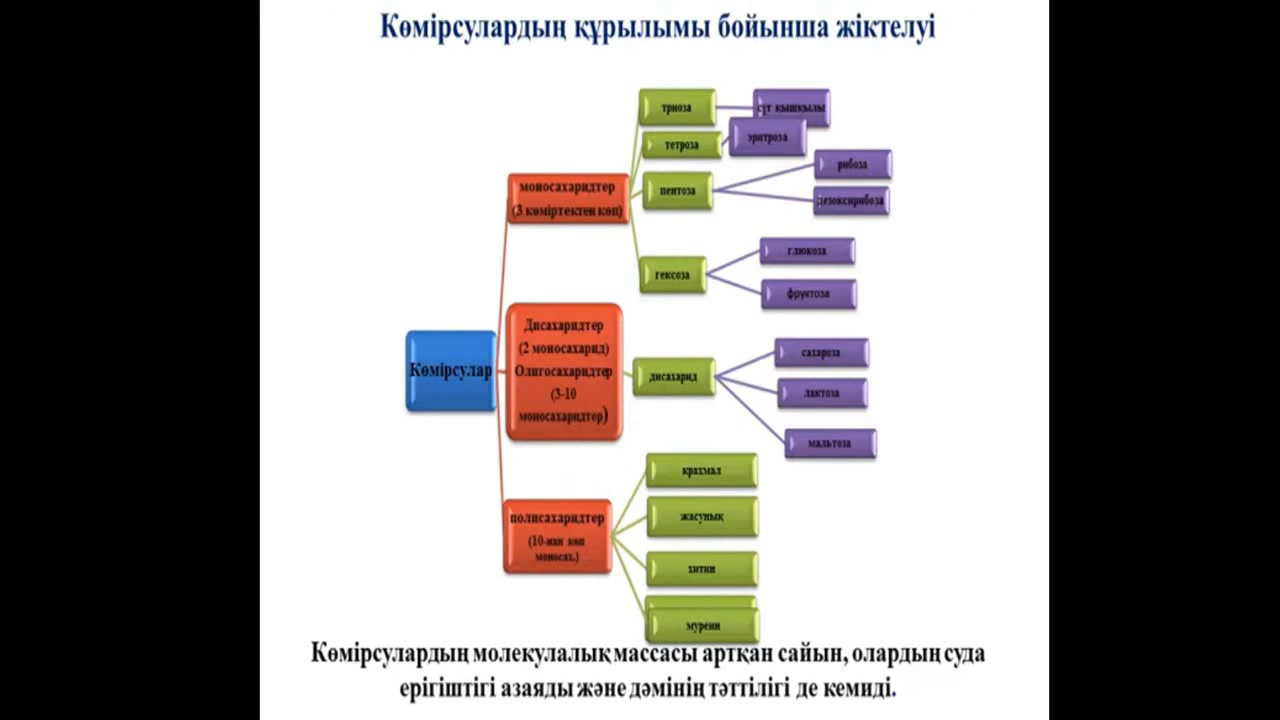 Көмірсулардың құрылымы бойынша жіктелуі
Көмірсулар
моносахаридтер
(3 көміртектен көп)
триоза
сүт қышқылы
тетроза
эритроза
пентоза
рибоза
дезоксирибоза
гексоза
глюкоза
фруктоза
Дисахаридтер
(2 моносахарид)
Олигосахаридтер
(3-10
моносахаридтер)
дисахарид
сахароза
лактоза
мальтоза
полисахаридтер
(10-нан көп
моносах.)
крахмал
жасунық
хитин
муреин
Көмірсулардың молекулалық массасы артқан сайын, олардың суда
ерігіштігі азаяды және дәмінің тәттілігі де кемиді.